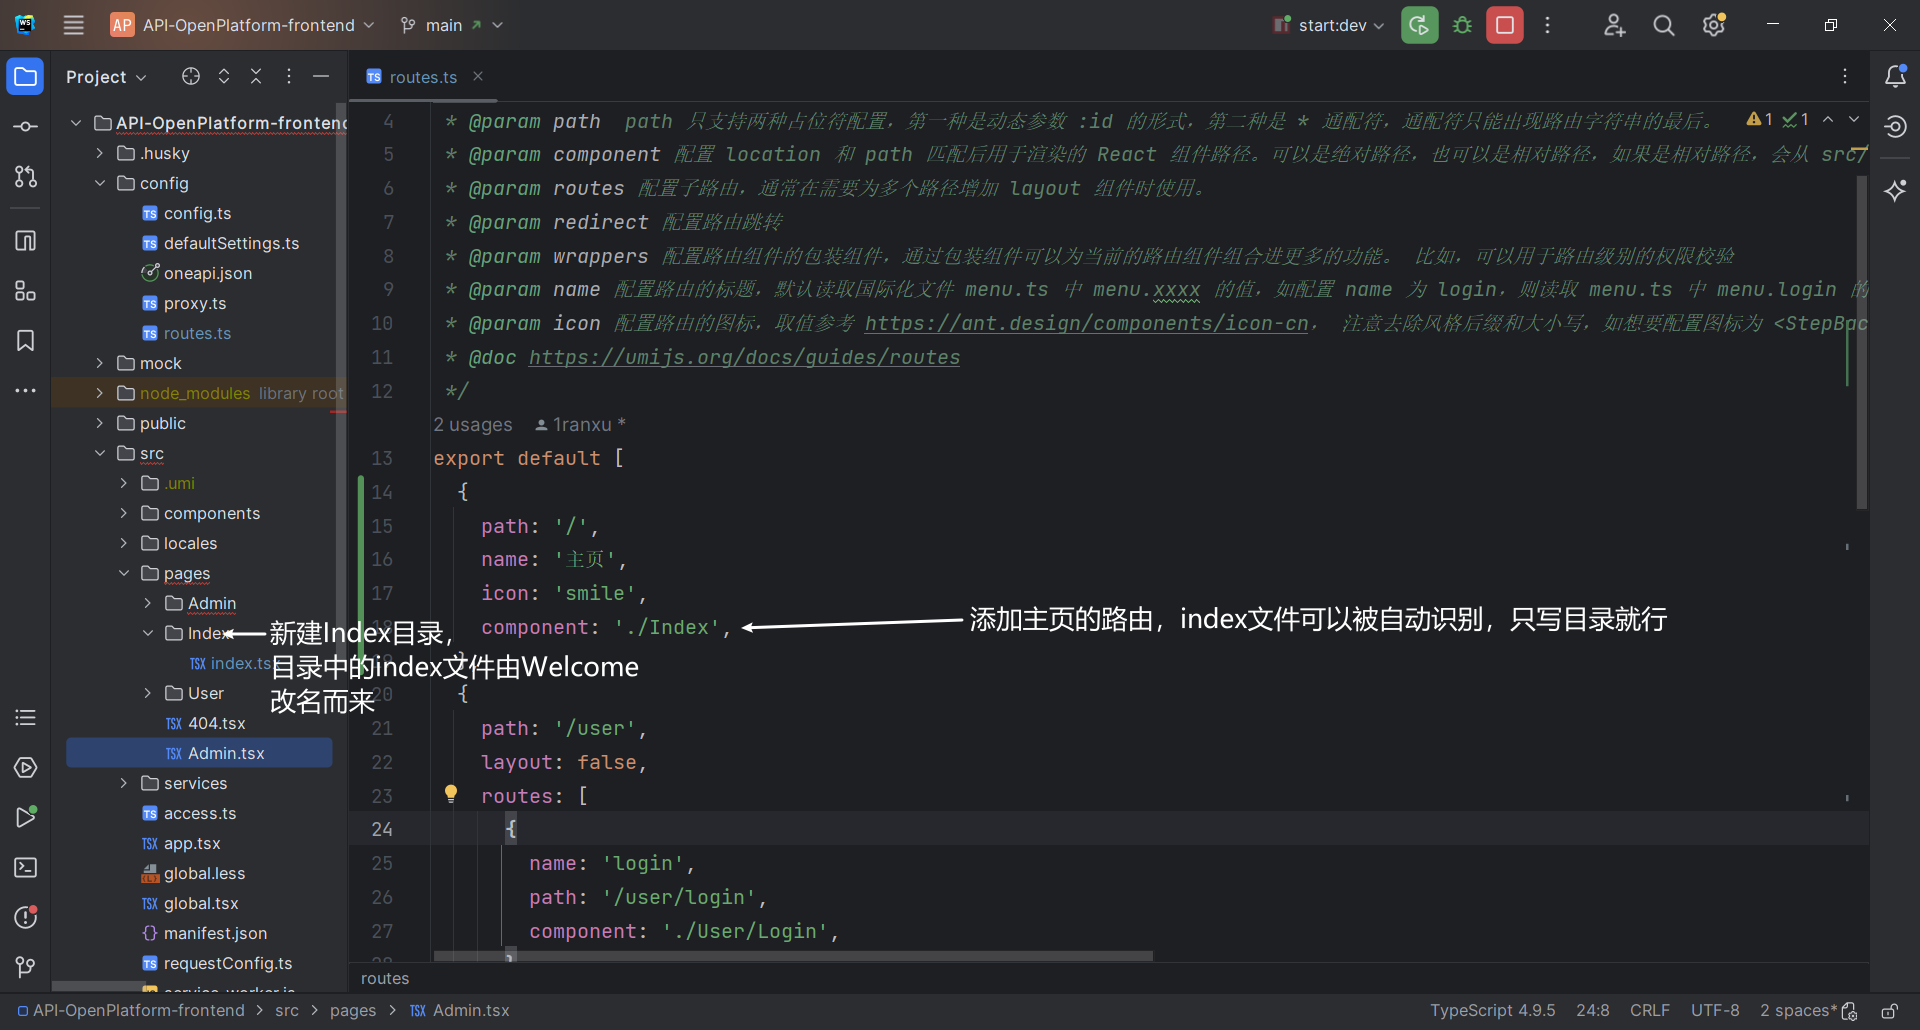 AP API-OpenPlatform-frontend
main
start:dev
Project
routes.ts
API-OpenPlatform-frontend
.husky
config
config.ts
defaultSettings.ts
oneapi.json
proxy.ts
routes.ts
mock
node_modules library root
public
src
.umi
components
locales
pages
Admin
Index
index.ts
User
404.tsx
Admin.tsx
services
access.ts
app.tsx
global.less
global.tsx
manifest.json
requestConfig.ts
service-worker.js
1 1
4 * @param path path 只支持两种占位符配置，第一种是动态参数 :id 的形式，第二种是 * 通配符，通配符只能出现路由字符串的最后。
5 * @param component 配置 location 和 path 匹配后用于渲染的 React 组件路径。可以是绝对路径，也可以是相对路径，如果是相对路径，会从 src/
6 * @param routes 配置子路由，通常在需要为多个路径增加 layout 组件时使用。
7 * @param redirect 配置路由跳转
8 * @param wrappers 配置路由组件的包装组件，通过包装组件可以为当前的路由组件组合进更多的功能。 比如，可以用于路由级别的权限校验
9 * @param name 配置路由的标题，默认读取国际化文件 menu.ts 中 menu.xxxx 的值，如配置 name 为 login，则读取 menu.ts 中 menu.login 的
10 * @param icon 配置路由的图标，取值参考 https://ant.design/components/icon-cn， 注意去除风格后缀和大小写，如想要配置图标为 <StepBac
11 * @doc https://umijs.org/docs/guides/routes
12 */
2 usages 1ranxu *
13 export default [
14 {
15 path: '/',
16 name: '主页',
17 icon: 'smile',
component: './Index',
20 {
21 path: '/user',
22 layout: false,
23 routes: [
24 {
25 name: 'login',
26 path: '/user/login',
27 component: './User/Login',
}
新建Index目录，
目录中的index文件由Welcome
改名而来
添加主页的路由，index文件可以被自动识别，只写目录就行
routes
API-OpenPlatform-frontend > src > pages > TSX Admin.tsx
TypeScript 4.9.5 24:8 CRLF UTF-8 2 spaces*